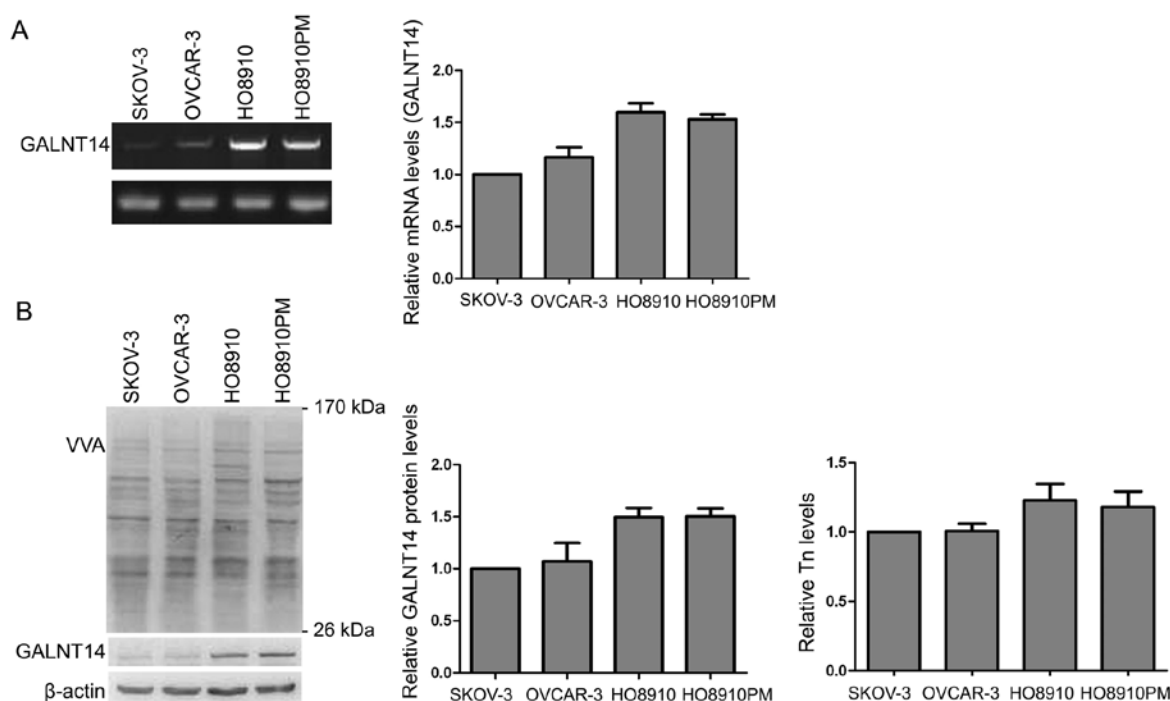 A
SKOV-3
OVCAR-3
HO8910
HO8910PM
GALNT14
Relative mRNA levels (GALNT14)
2.0
1.5
1.0
0.5
0.0
SKOV-3 OVCAR-3 HO8910 HO8910PM
B
SKOV-3
OVCAR-3
HO8910
HO8910PM
170 kDa
VVA
26 kDa
GALNT14
β-actin
Relative GALNT14 protein levels
2.0
1.5
1.0
0.5
0.0
SKOV-3 OVCAR-3 HO8910 HO8910PM
Relative Tn levels
1.5
1.0
0.5
0.0
SKOV-3 OVCAR-3 HO8910 HO8910PM